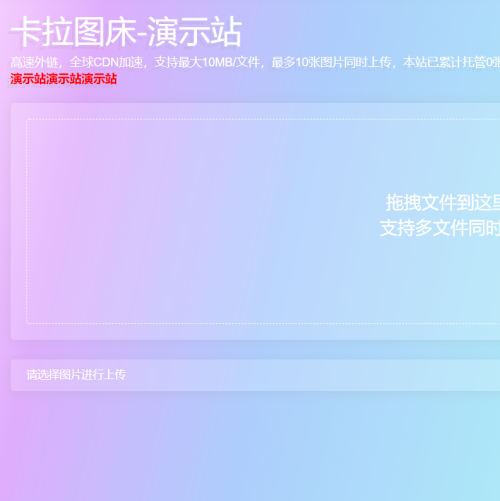 卡拉图床-演示站
高速外链，全球CDN加速，支持最大10MB/文件，最多10张图片同时上传，本站已累计托管0张
演示站演示站演示站
拖拽文件到这里
支持多文件同时
请选择图片进行上传